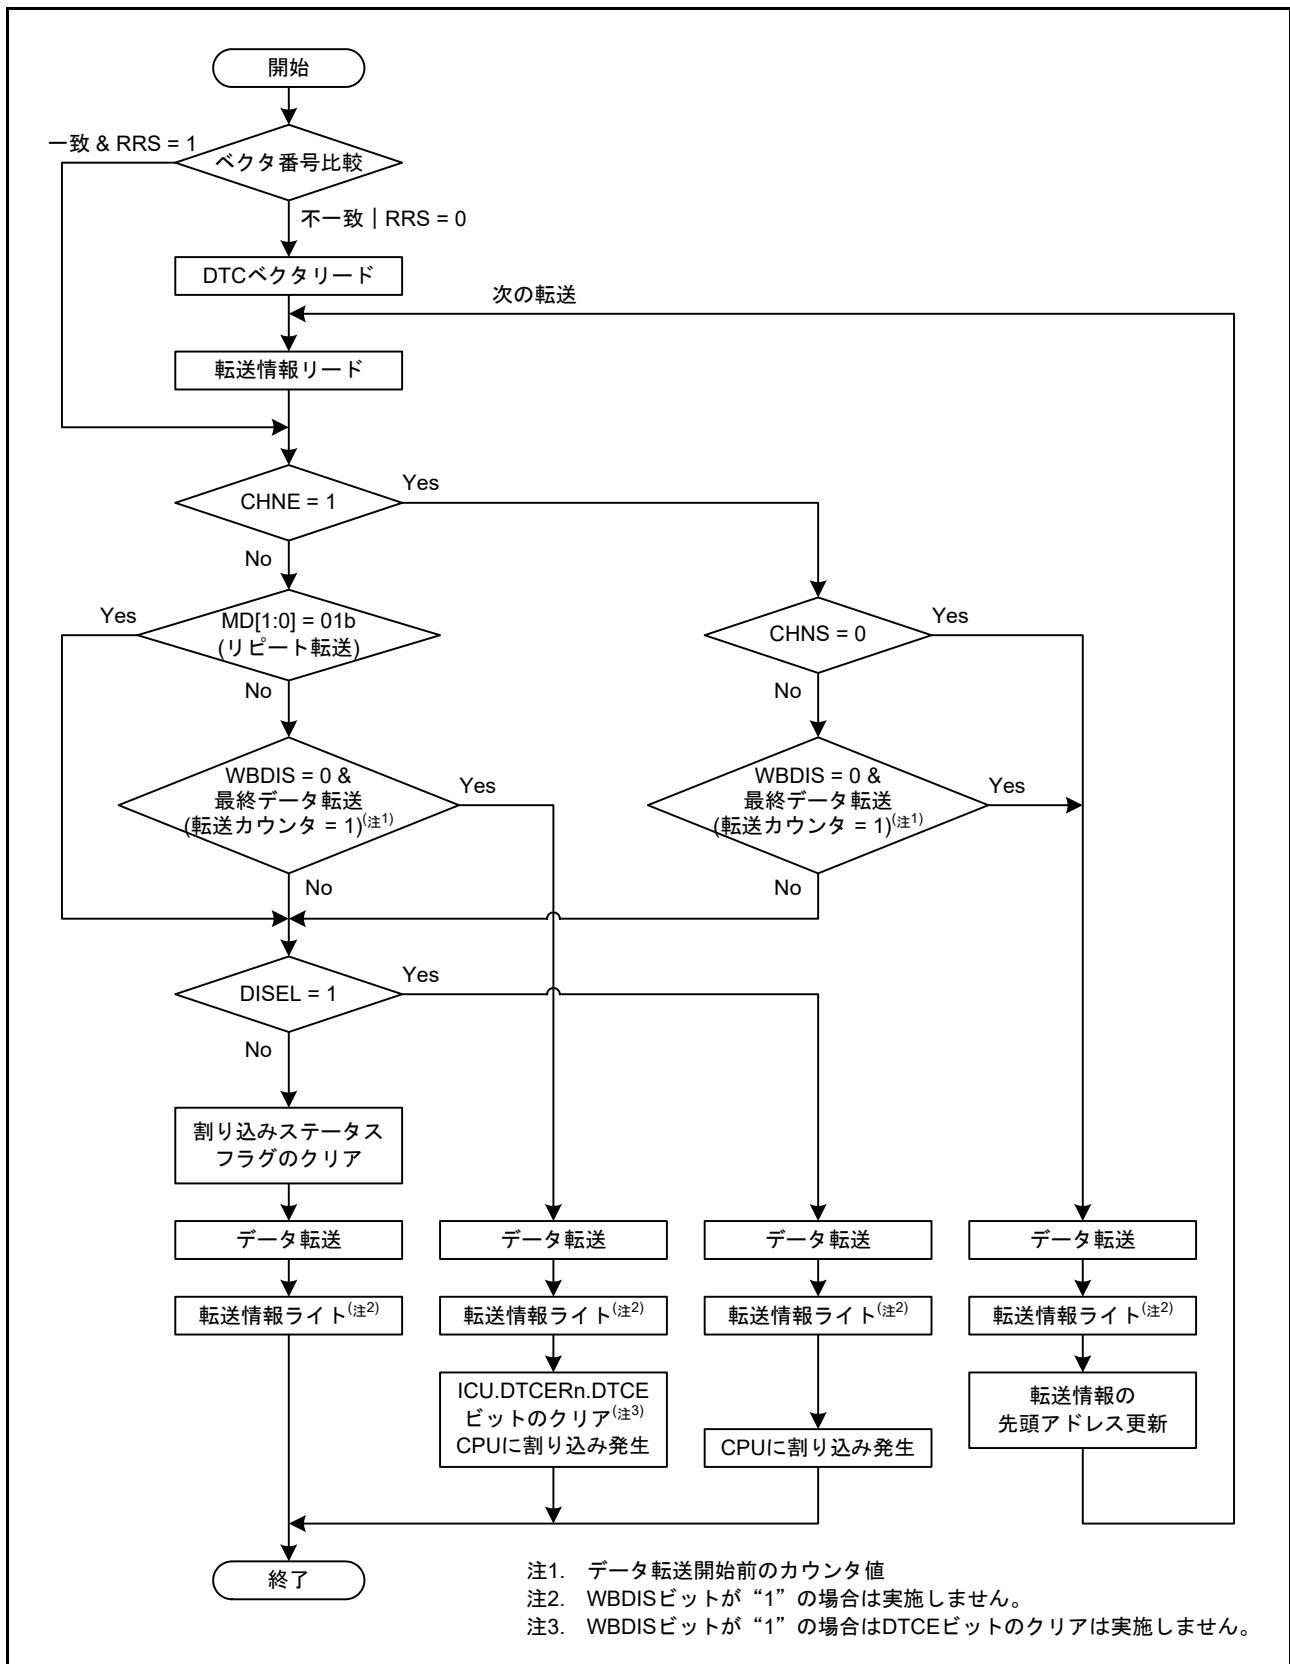 開始
一致 & RRS = 1
ベクタ番号比較
不一致 | RRS = 0
DTCベクタリード
次の転送
転送情報リード
CHNE = 1
Yes
No
Yes
MD[1:0] = 01b
(リピート転送)
No
CHNS = 0
Yes
No
WBDIS = 0 &
最終データ転送
(転送カウンタ = 1)(注1)
Yes
No
WBDIS = 0 &
最終データ転送
(転送カウンタ = 1)(注1)
Yes
No
DISEL = 1
Yes
No
割り込みステータス
フラグのクリア
データ転送
データ転送
データ転送
データ転送
転送情報ライト(注2)
転送情報ライト(注2)
転送情報ライト(注2)
転送情報ライト(注2)
ICU.DTCERn.DTCE
ビットのクリア(注3)
CPUに割り込み発生
CPUに割り込み発生
転送情報の
先頭アドレス更新
終了
注1. データ転送開始前のカウンタ値
注2. WBDISビットが“1”の場合は実施しません。
注3. WBDISビットが“1”の場合はDTCEビットのクリアは実施しません。